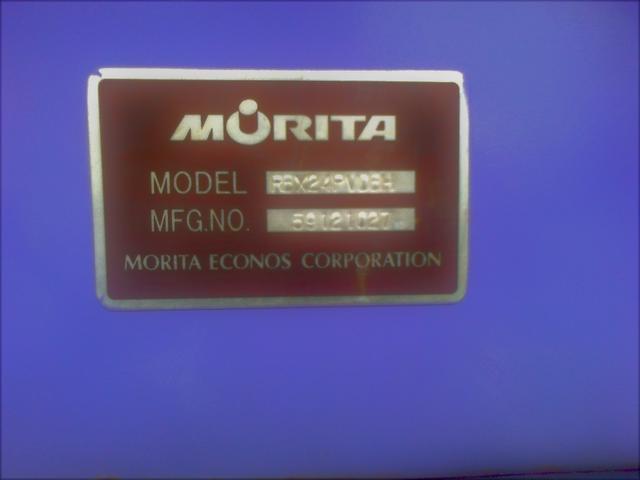 MORITA
MODEL
MFG.NO. 59121027
MORITA ECONOS CORPORATION